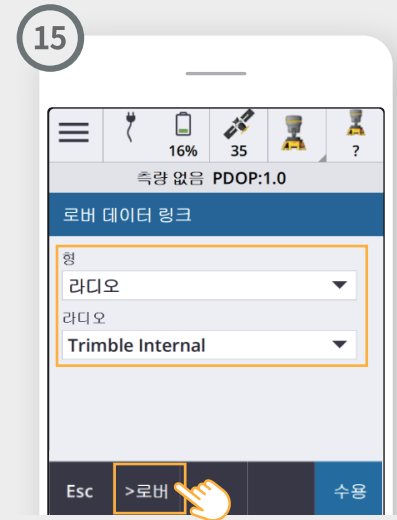 15
16%
35
?
측량 없음 PDOP:1.0
로버 데이터 링크
형
라디오
라디오
Trimble Internal
Esc >로버 수용